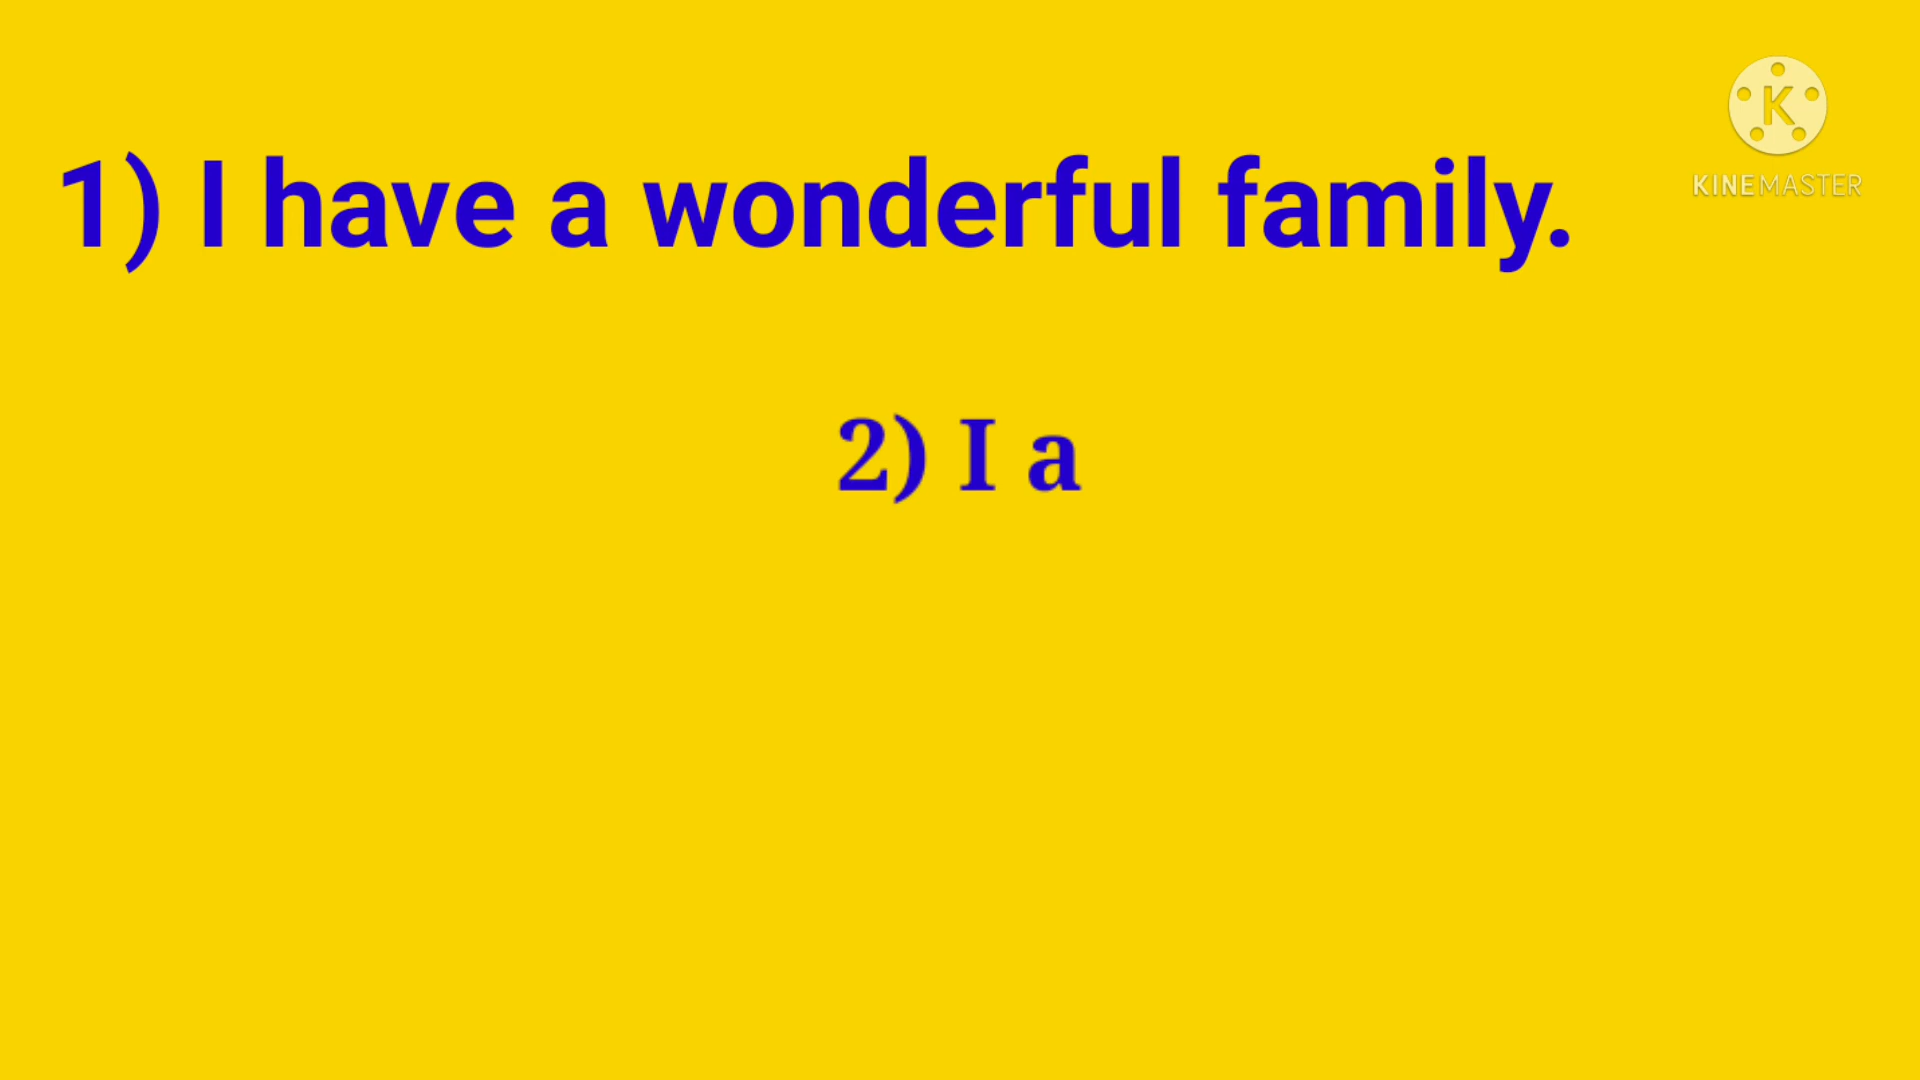 1) I have a wonderful family.
K
KINEMASTER
2) I a